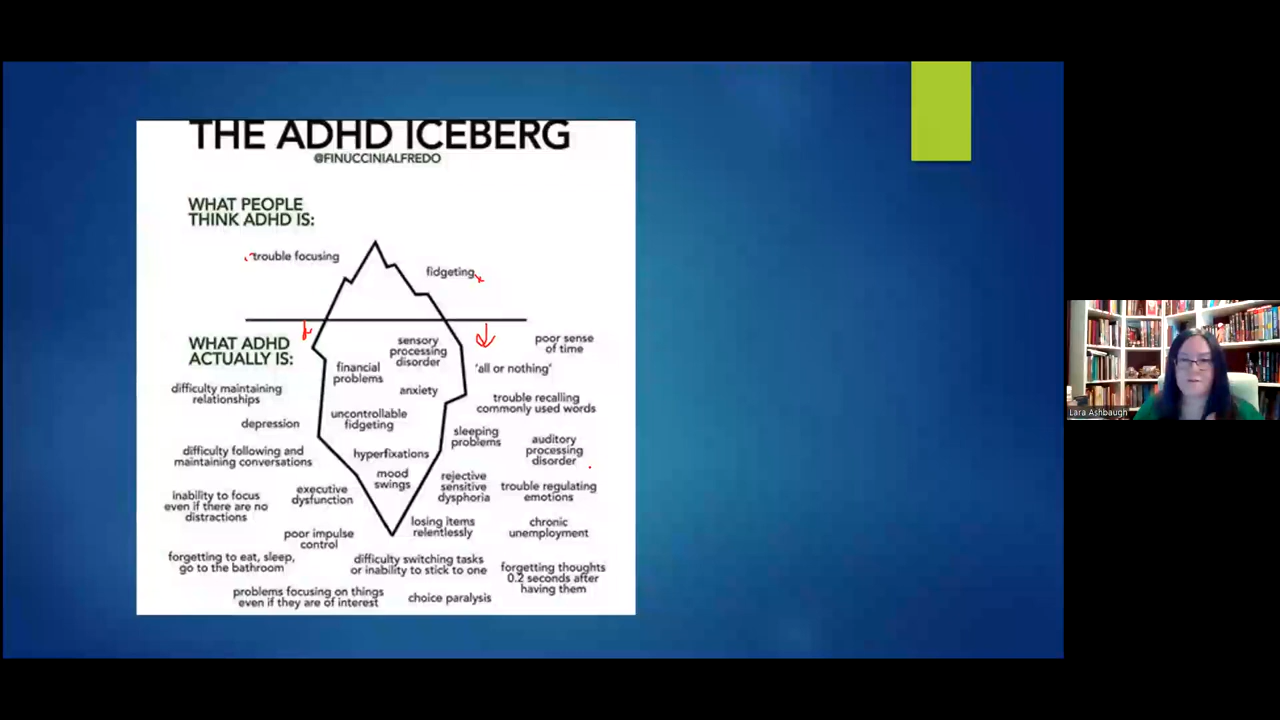 THE ADHD ICEBERG
@FINUCCINIALFREDO
WHAT PEOPLE
THINK ADHD IS:
trouble focusing
fidgeting
WHAT ADHD
ACTUALLY IS:
sensory
processing
disorder
poor sense
of time
financial
problems
'all or nothing'
difficulty maintaining
relationships
anxiety
trouble recalling
commonly used words
depression
uncontrollable
fidgeting
sleeping
problems
auditory
processing
disorder
difficulty following and
maintaining conversations
hyperfixations
mood
swings
rejective
sensitive
dysphoria
trouble regulating
emotions
inability to focus
even if there are no
distractions
executive
dysfunction
losing items
relentlessly
chronic
unemployment
poor impulse
control
forgetting to eat, sleep,
go to the bathroom
difficulty switching tasks
or inability to stick to one
forgetting thoughts
0.2 seconds after
having them
problems focusing on things
even if they are of interest
choice paralysis
Lara Ashbaugh